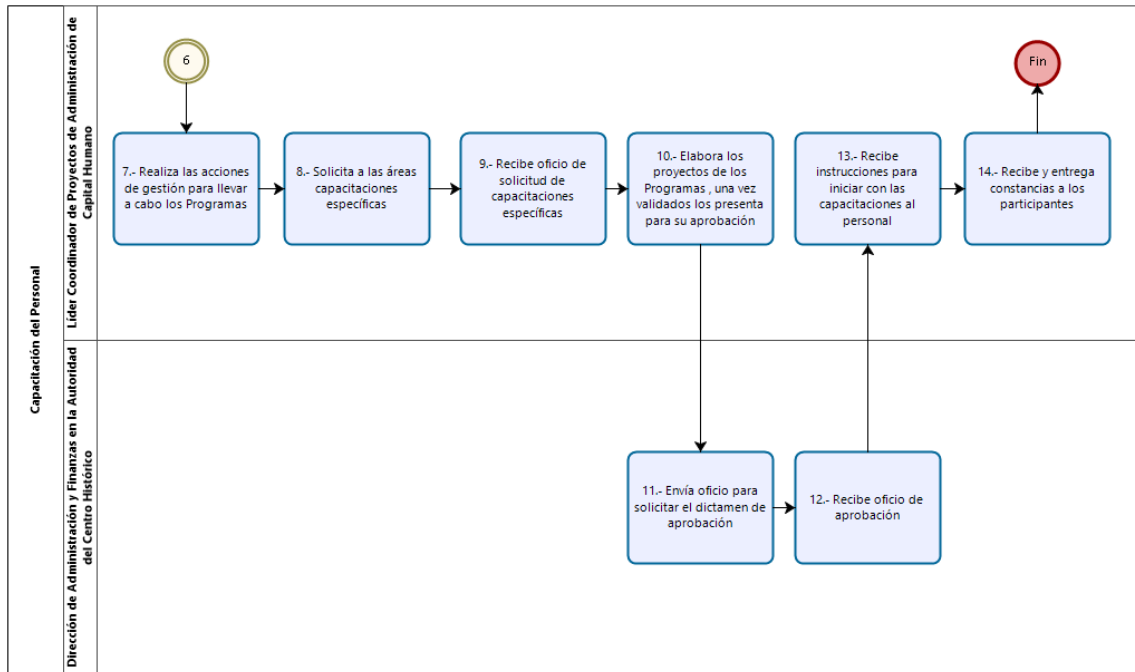 Capacitación del Personal
Líder Coordinador de Proyectos de Administración de
Capital Humano
6
Fin
7.- Realiza las acciones
de gestión para llevar
a cabo los Programas
8.- Solicita a las áreas
capacitaciones
específicas
9.- Recibe oficio de
solicitud de
capacitaciones
específicas
10.- Elabora los
proyectos de los
Programas , una vez
validados los presenta
para su aprobación
13.- Recibe
instrucciones para
iniciar con las
capacitaciones al
personal
14.- Recibe y entrega
constancias a los
participantes
Dirección de Administración y Finanzas en la Autoridad
del Centro Histórico
11.- Envía oficio para
solicitar el dictamen de
aprobación
12.- Recibe oficio de
aprobación